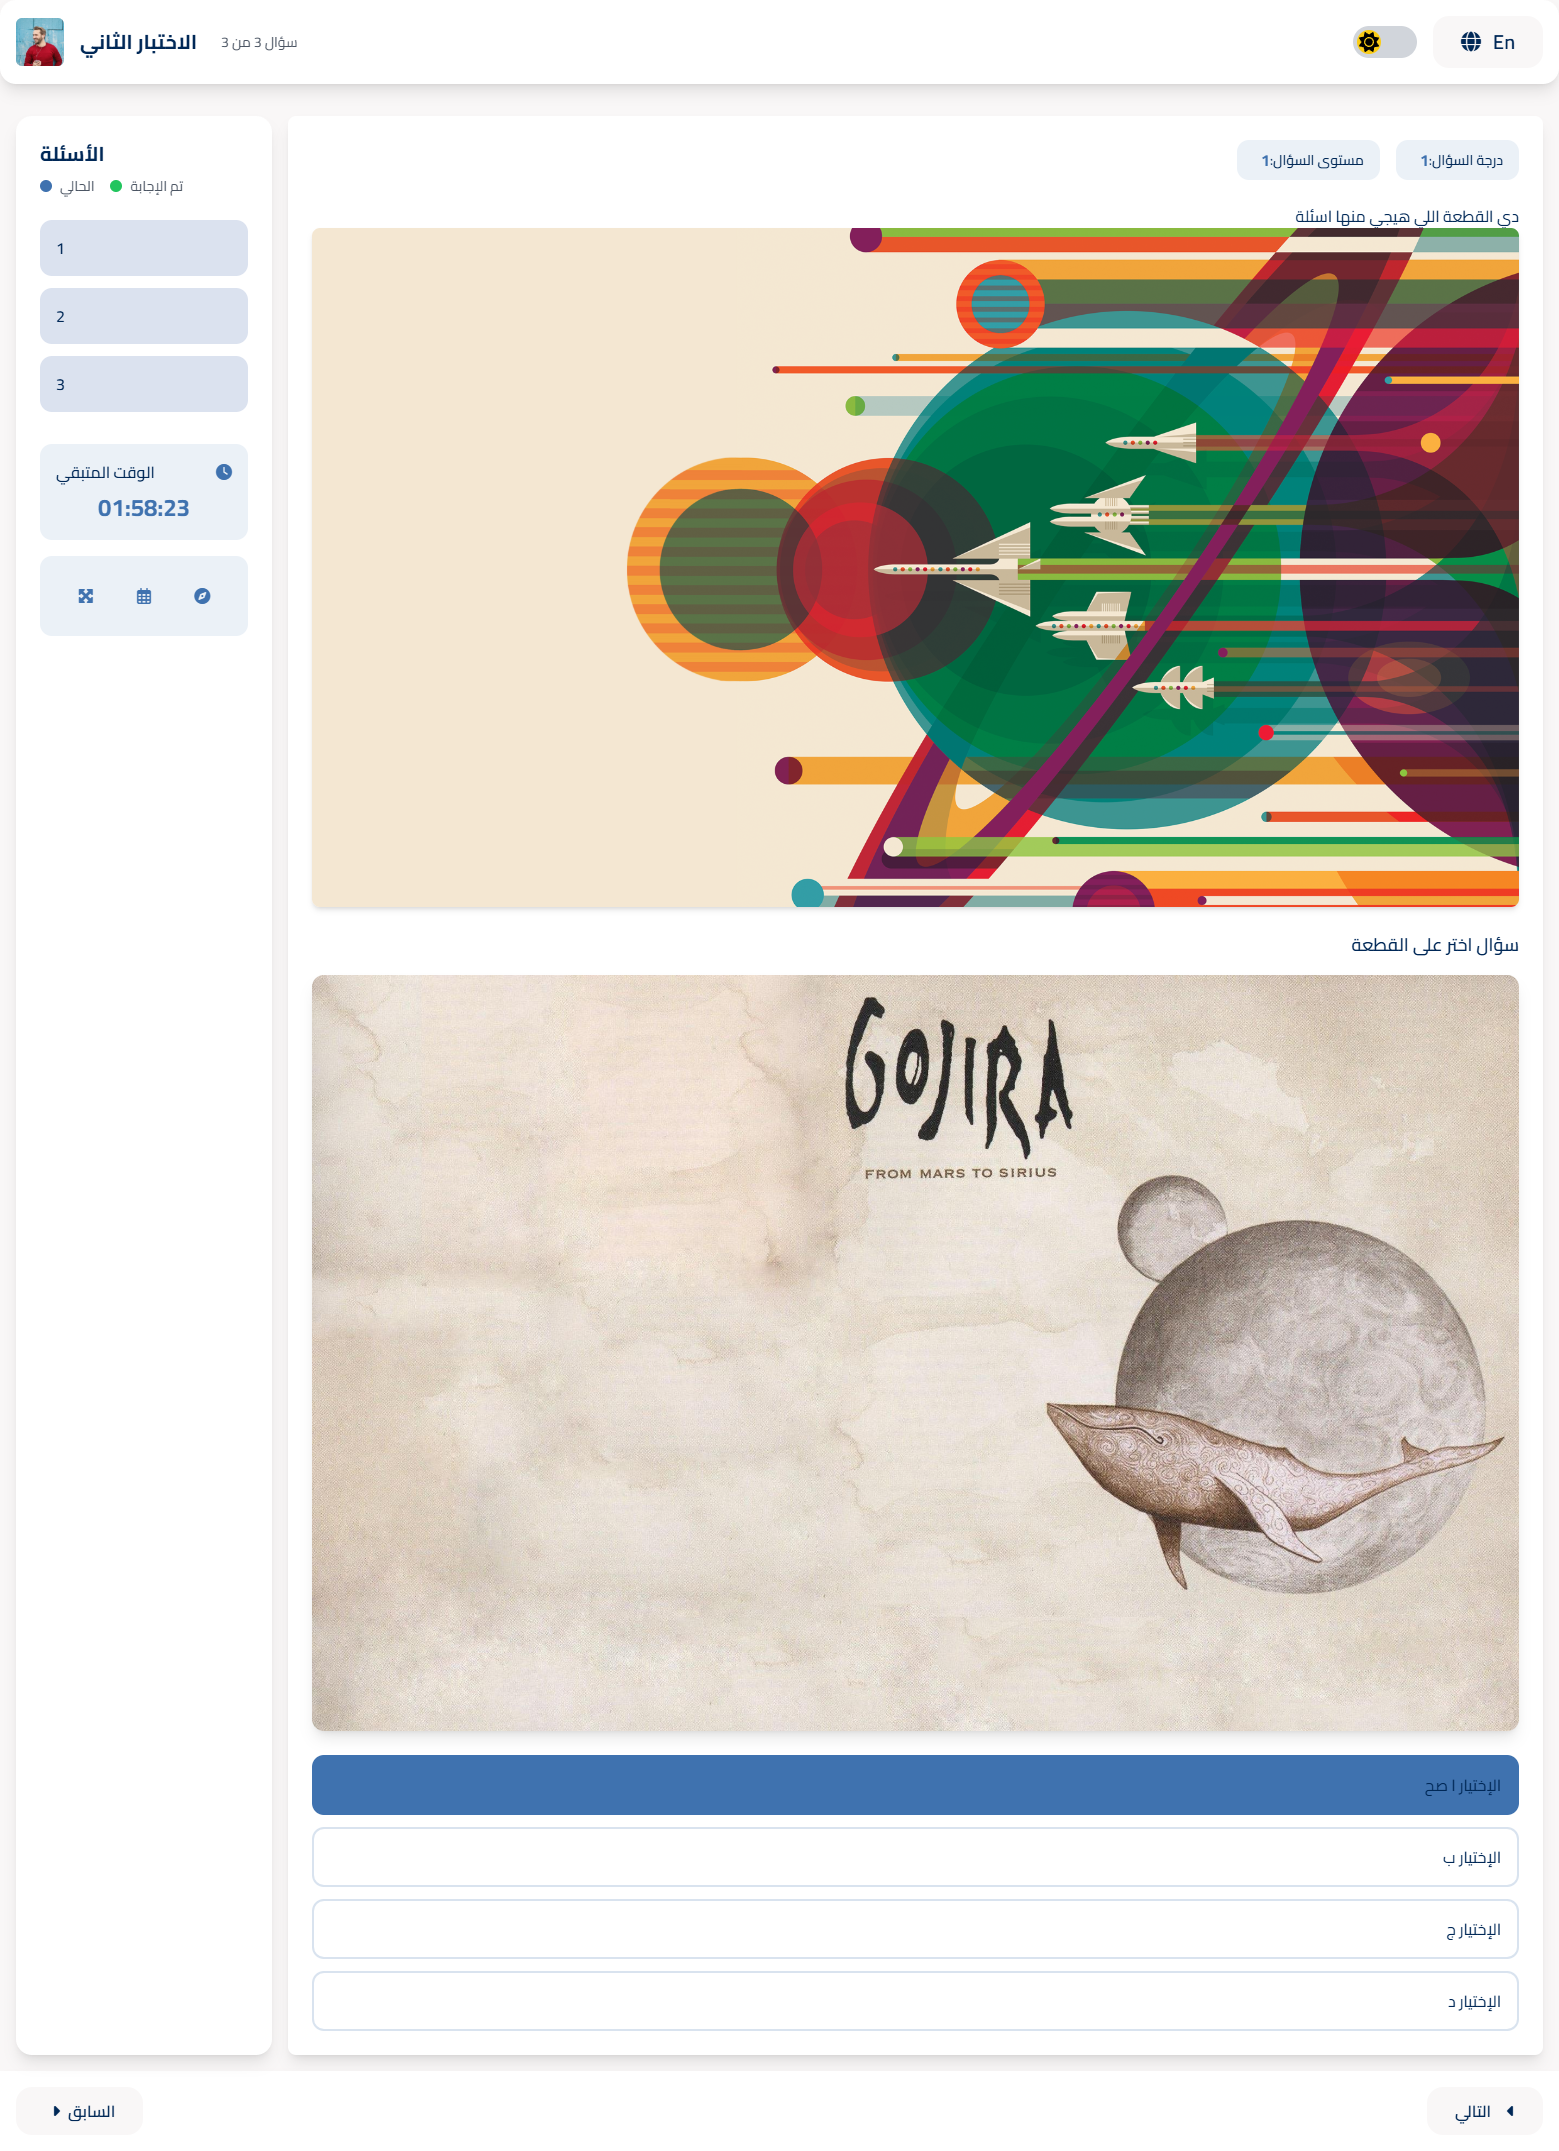 الاختبار الثاني
سؤال 3 من 3
En
الأسئلة
الحالي
تم الإجابة
1
2
3
الوقت المتبقي
01:58:23
درجة السؤال:1
مستوى السؤال:1
دي القطعة اللي هيجي منها اسئلة
سؤال اختر على القطعة
GOJIRA
FROM MARS TO SIRIUS
الإختيار ا صح
الإختيار ب
الإختيار ج
الإختيار د
السابق
التالي